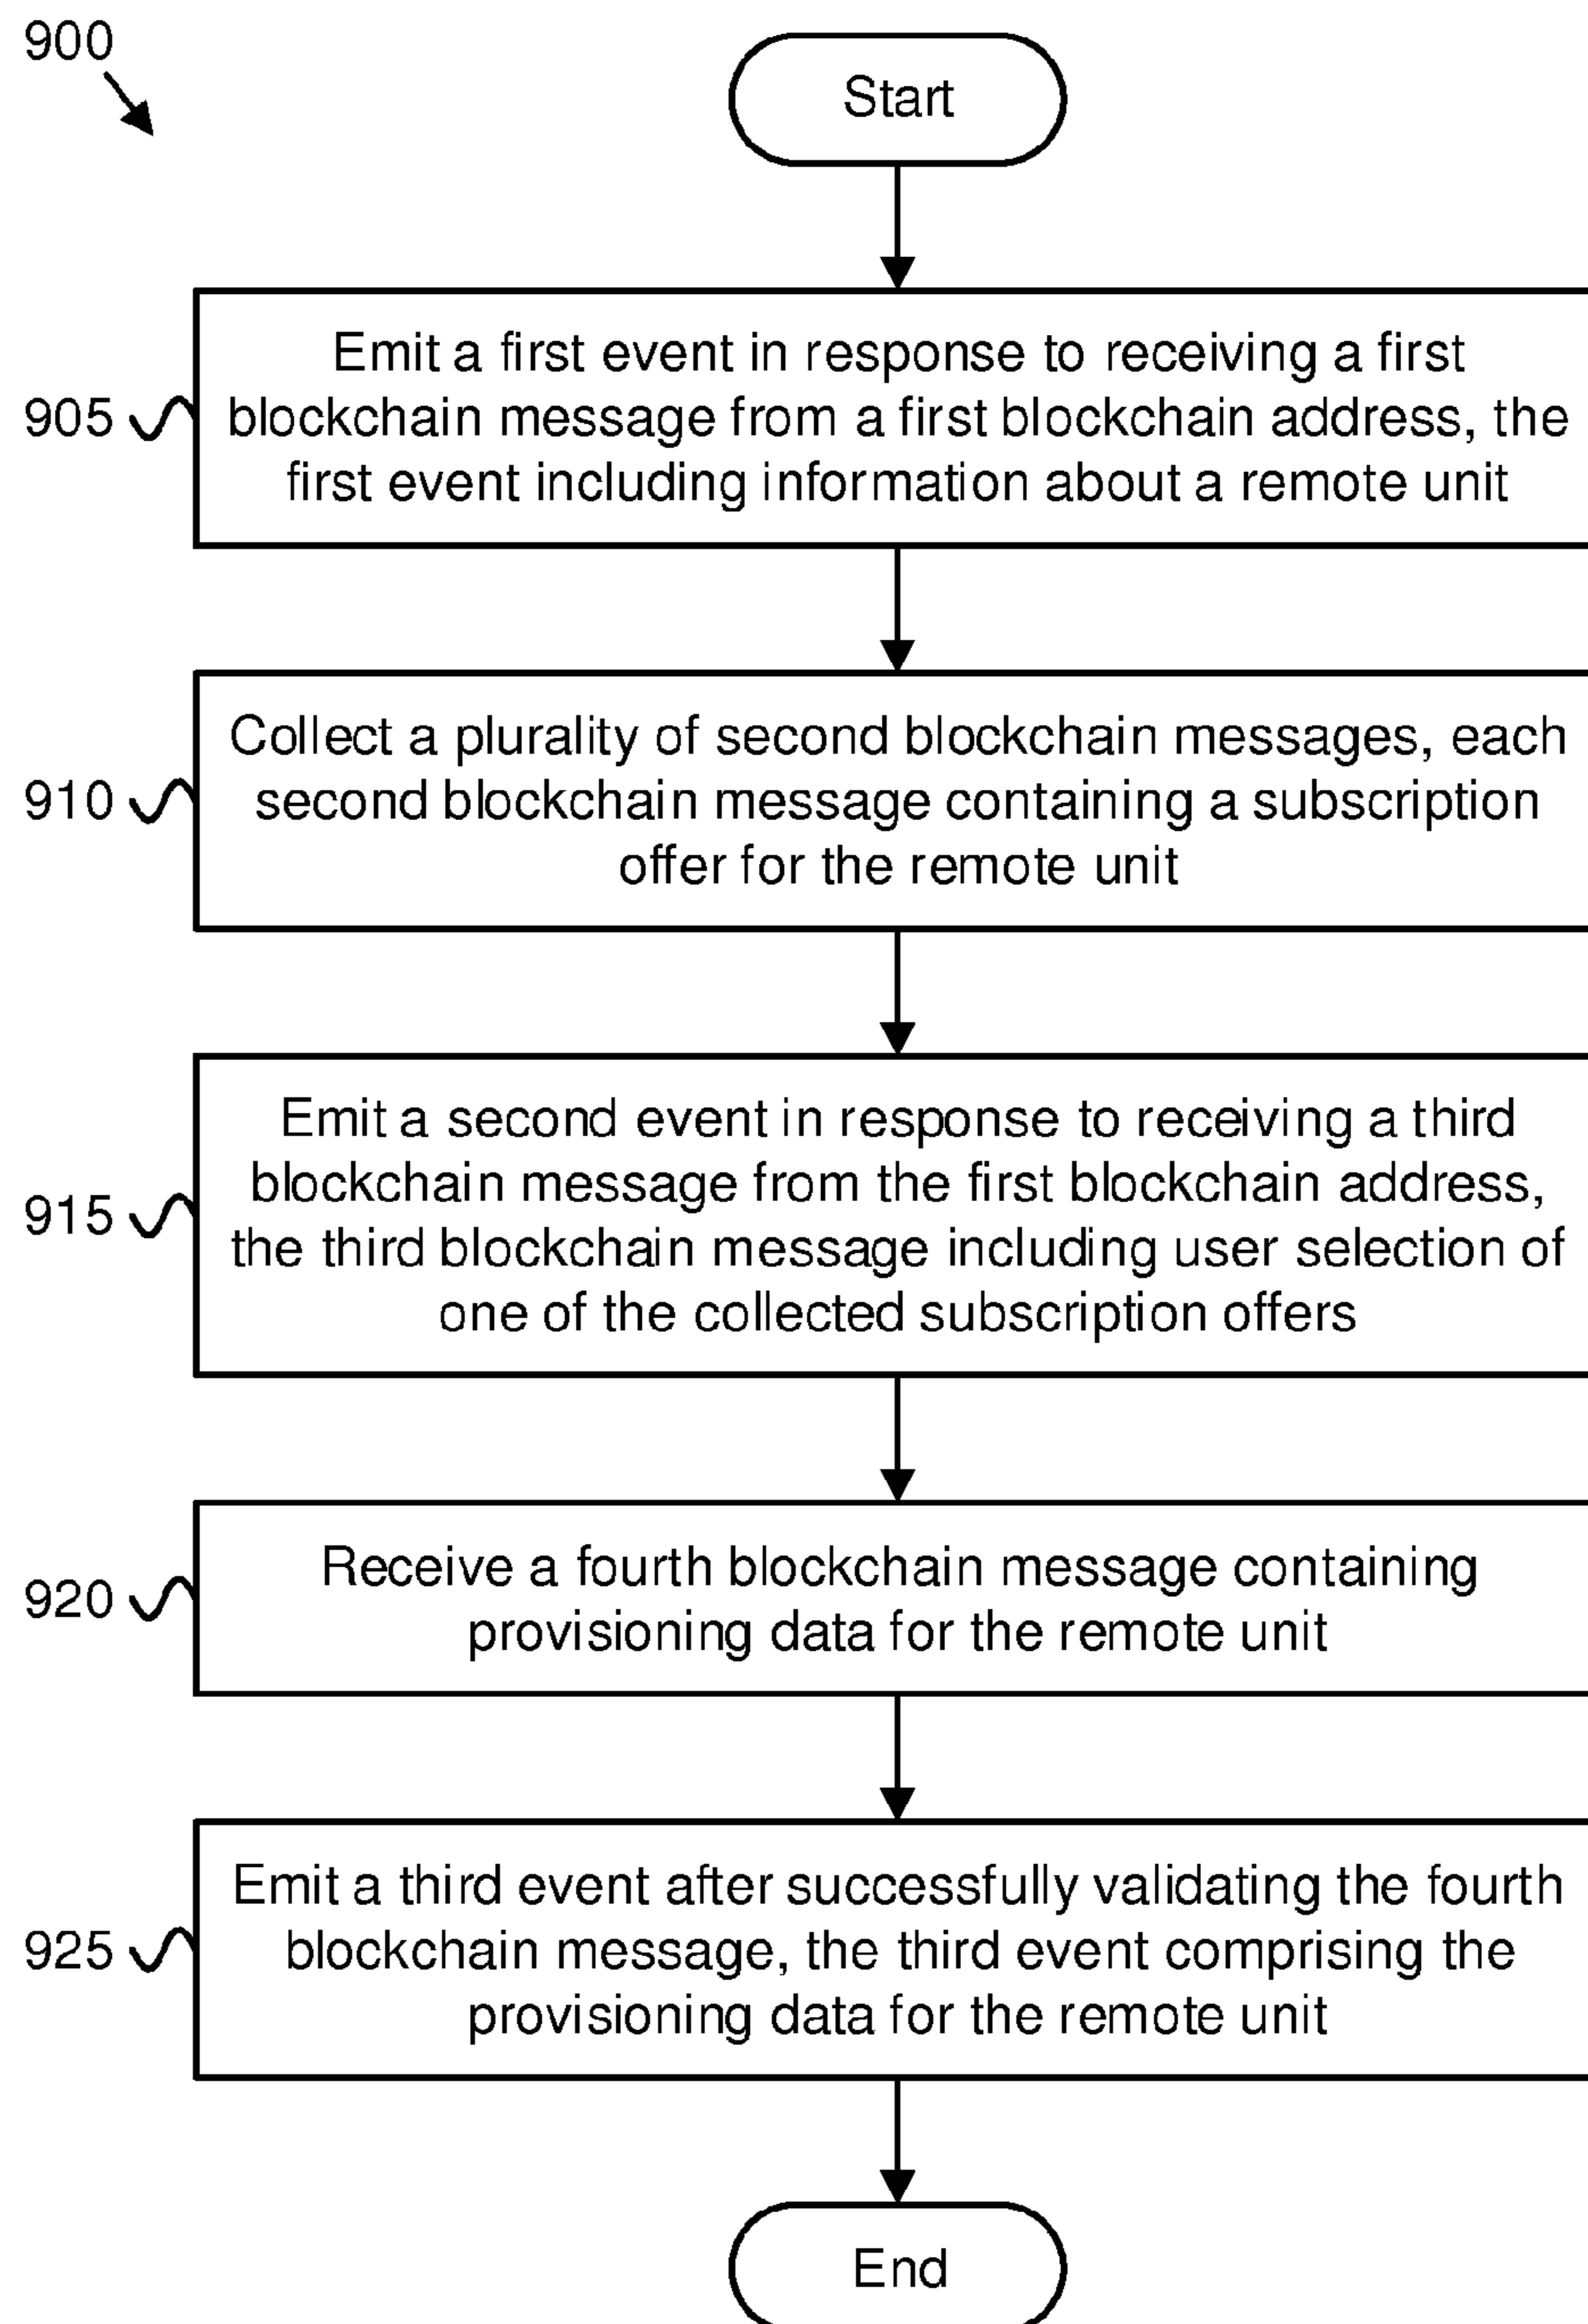 900
Start
905
Emit a first event in response to receiving a first
blockchain message from a first blockchain address, the
first event including information about a remote unit
910
Collect a plurality of second blockchain messages, each
second blockchain message containing a subscription
offer for the remote unit
915
Emit a second event in response to receiving a third
blockchain message from the first blockchain address,
the third blockchain message including user selection of
one of the collected subscription offers
920
Receive a fourth blockchain message containing
provisioning data for the remote unit
925
Emit a third event after successfully validating the fourth
blockchain message, the third event comprising the
provisioning data for the remote unit
End